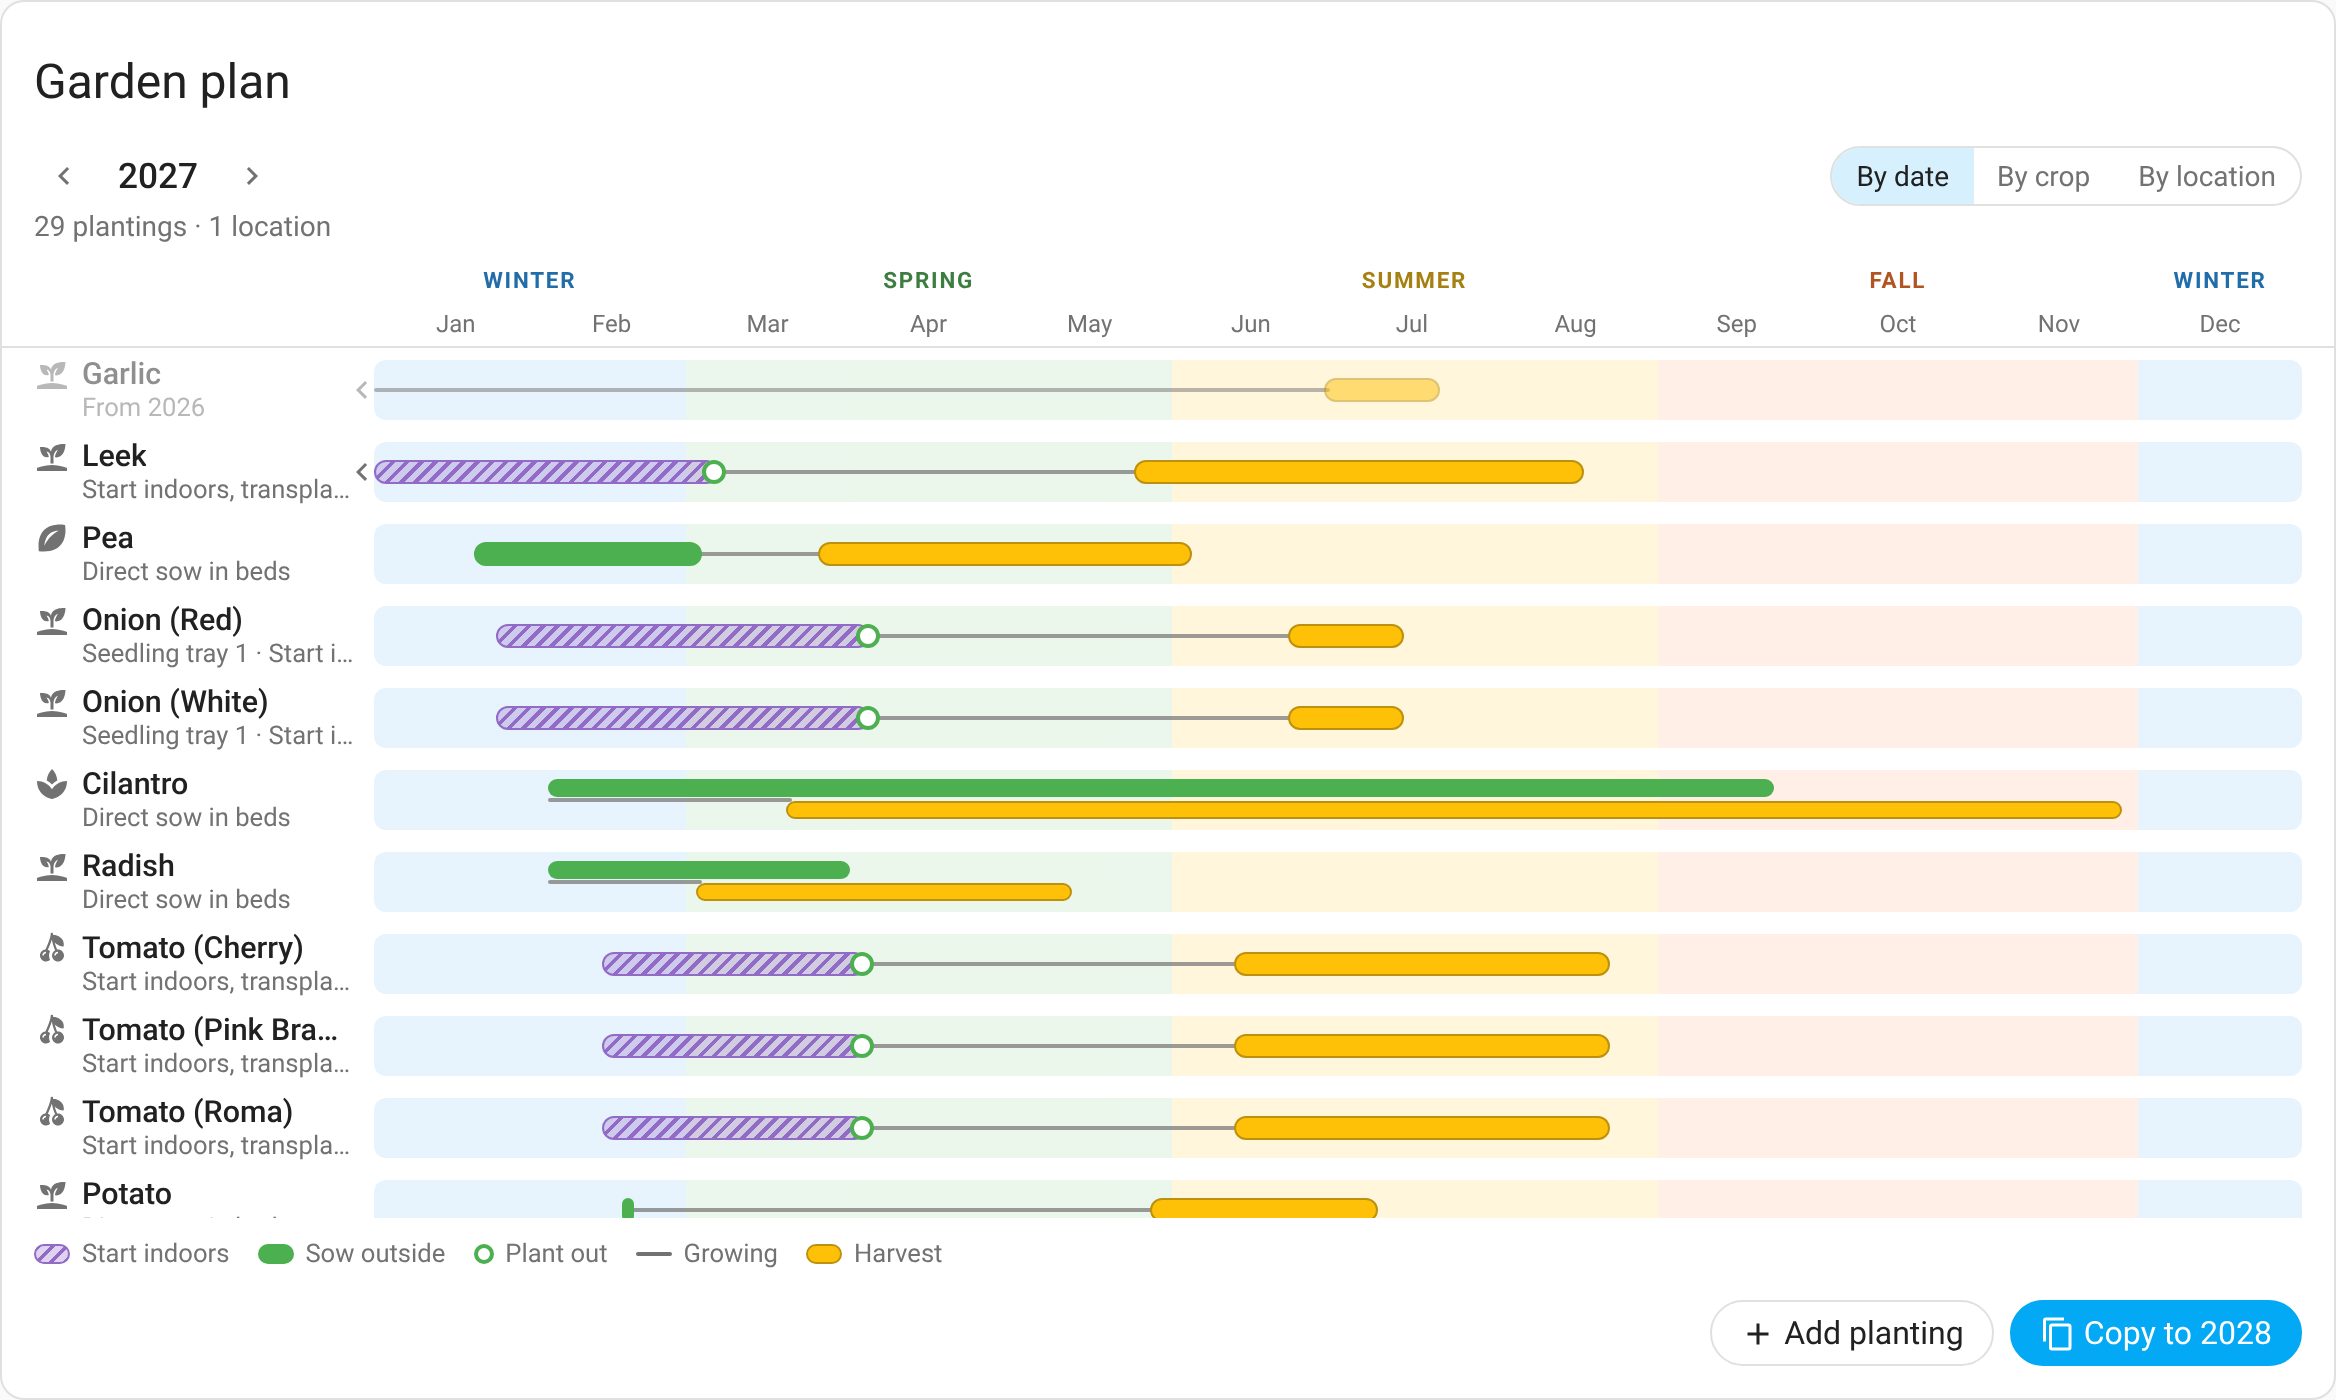 Garden plan
2027
29 plantings · 1 location
By date By crop By location
WINTER SPRING SUMMER FALL WINTER
Jan Feb Mar Apr May Jun Jul Aug Sep Oct Nov Dec
Garlic
From 2026
Leek
Start indoors, transpla...
Pea
Direct sow in beds
Onion (Red)
Seedling tray 1 · Start i...
Onion (White)
Seedling tray 1 · Start i...
Cilantro
Direct sow in beds
Radish
Direct sow in beds
Tomato (Cherry)
Start indoors, transpla...
Tomato (Pink Bra...
Start indoors, transpla...
Tomato (Roma)
Start indoors, transpla...
Potato
Start indoors Sow outside Plant out Growing Harvest
+ Add planting
Copy to 2028